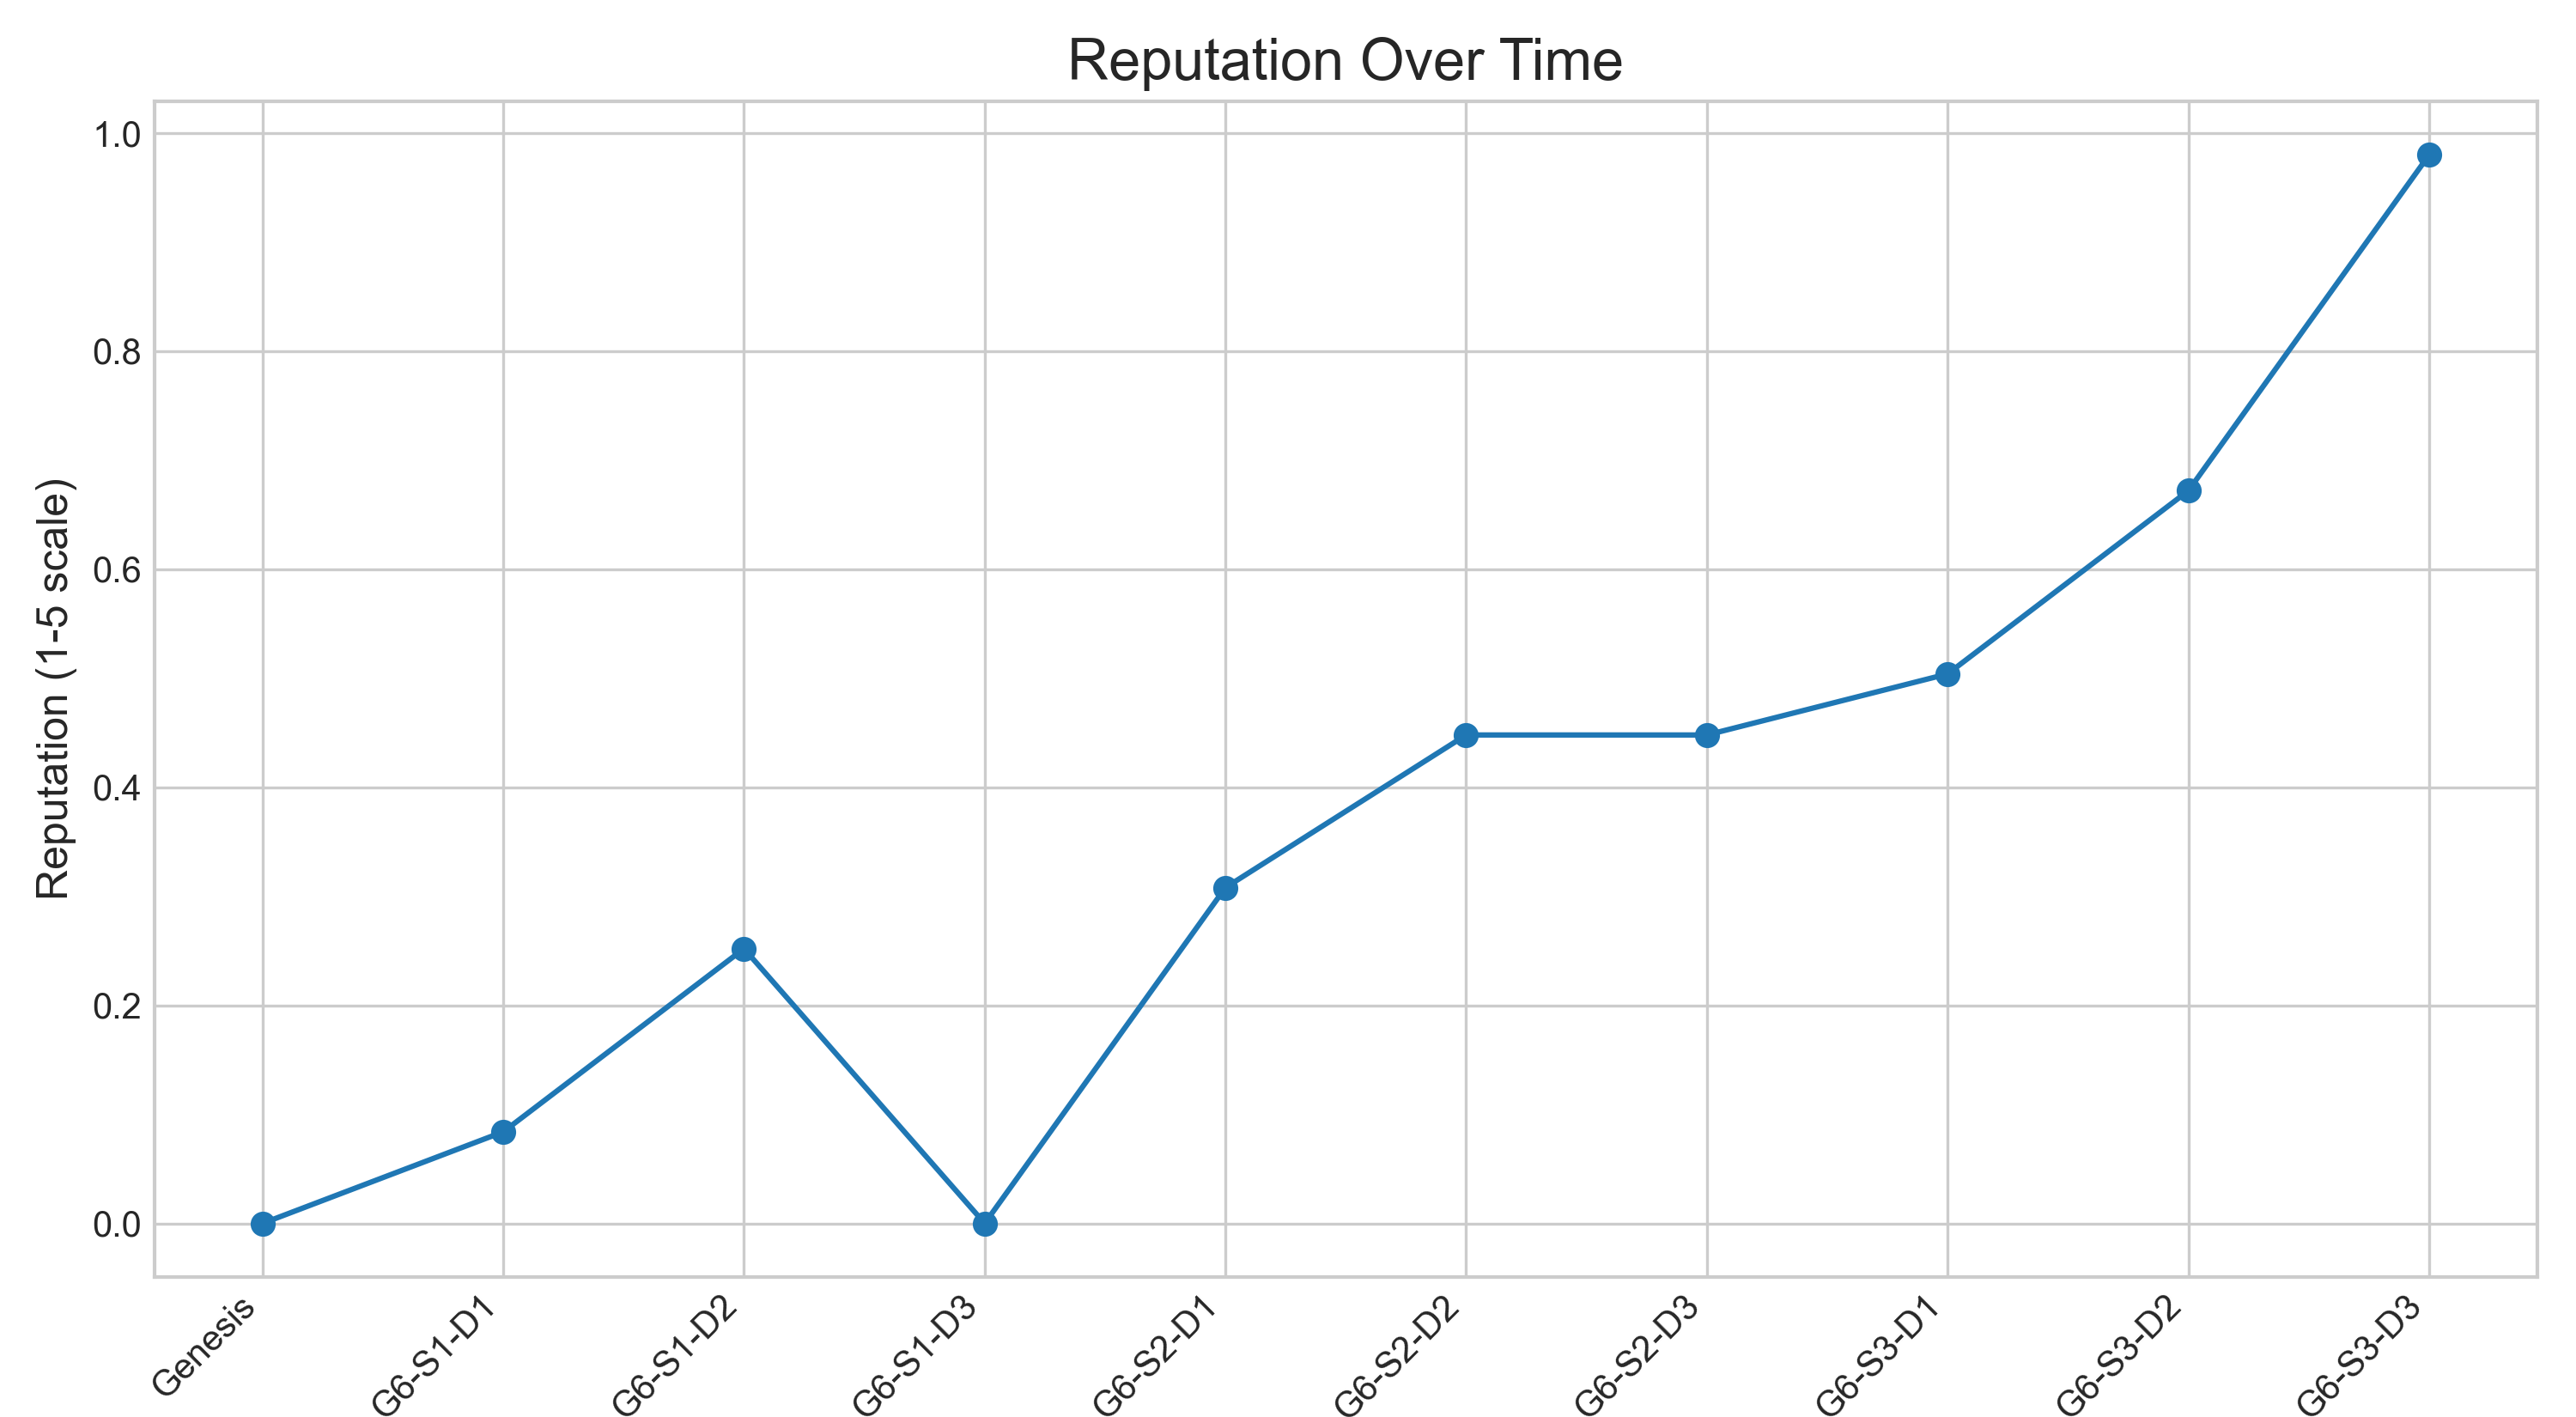 Reputation Over Time
Reputation (1-5 scale)
1.0
0.8
0.6
0.4
0.2
0.0
Genesis
G6-S1-D1
G6-S1-D2
G6-S1-D3
G6-S2-D1
G6-S2-D2
G6-S2-D3
G6-S3-D1
G6-S3-D2
G6-S3-D3